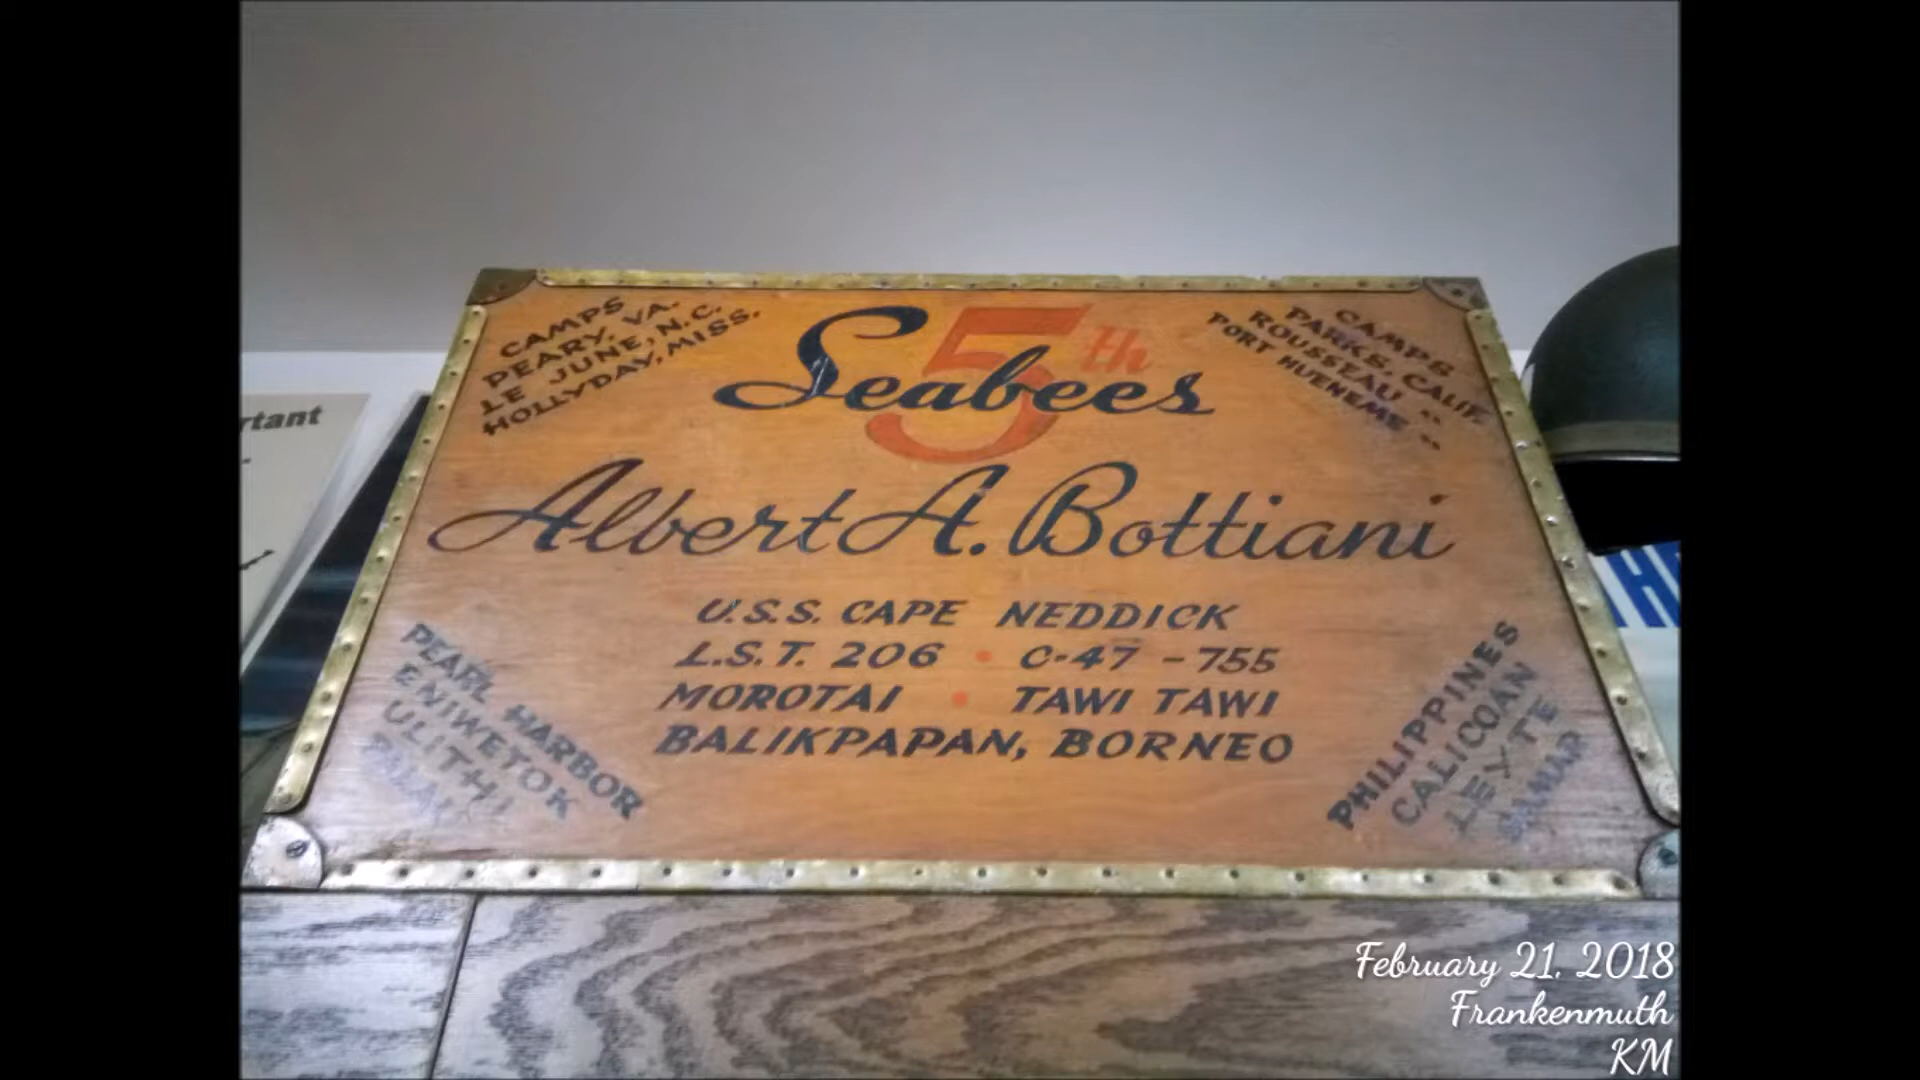 CAMPS
PEARY, VA.
LE JUNE, N.C.
HOLLYDAY, MISS.
5th
Seabees
CAMPS
PARKS, CALIF.
ROUSSEAU "
PORT HUENEME "
Albert A. Bottiani
U.S.S. CAPE NEDDICK
L.S.T. 206 • C-47 - 755
MOROTAI • TAWI TAWI
BALIKPAPAN, BORNEO
PEARL HARBOR
ENIWETOK
ULITHI
PHILIPPINES
CALICOAN
LEYTE
SAMAR
rtant
TH
February 21, 2018
Frankenmuth
KM